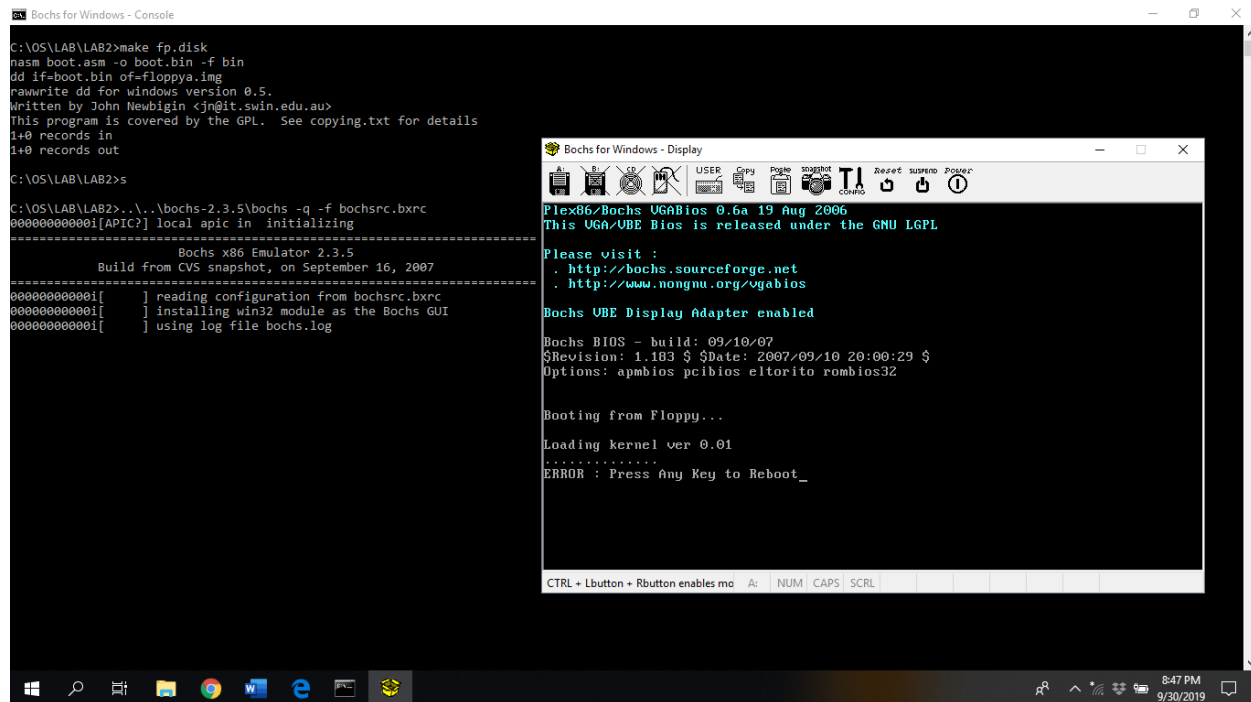 Bochs for Windows - Console
C:\OS\LAB\LAB2>make fp.disk
nasm boot.asm -o boot.bin -f bin
dd if=boot.bin of=floppya.img
rawwrite dd for windows version 0.5.
Written by John Newbigin <jn@it.swin.edu.au>
This program is covered by the GPL.  See copying.txt for details
1+0 records in
1+0 records out
C:\OS\LAB\LAB2>s
C:\OS\LAB\LAB2>..\..\bochs-2.3.5\bochs -q -f bochsrc.bxrc
00000000000i[APIC?] local apic in  initializing
========================================================================
Bochs x86 Emulator 2.3.5
Build from CVS snapshot, on September 16, 2007
========================================================================
00000000000i[     ] reading configuration from bochsrc.bxrc
00000000000i[     ] installing win32 module as the Bochs GUI
00000000000i[     ] using log file bochs.log
Bochs for Windows - Display
A: B: CD USER Copy Paste snapshot CONFIG Reset SUSPEND Power
Plex86/Bochs VGABios 0.6a 19 Aug 2006
This VGA/VBE Bios is released under the GNU LGPL
Please visit :
. http://bochs.sourceforge.net
. http://www.nongnu.org/vgabios
Bochs VBE Display Adapter enabled
Bochs BIOS - build: 09/10/07
$Revision: 1.183 $ $Date: 2007/09/10 20:00:29 $
Options: apmbios pcibios eltorito rombios32
Booting from Floppy...
Loading kernel ver 0.01
..............
ERROR : Press Any Key to Reboot_
CTRL + Lbutton + Rbutton enables mo A: NUM CAPS SCRL
8:47 PM
9/30/2019